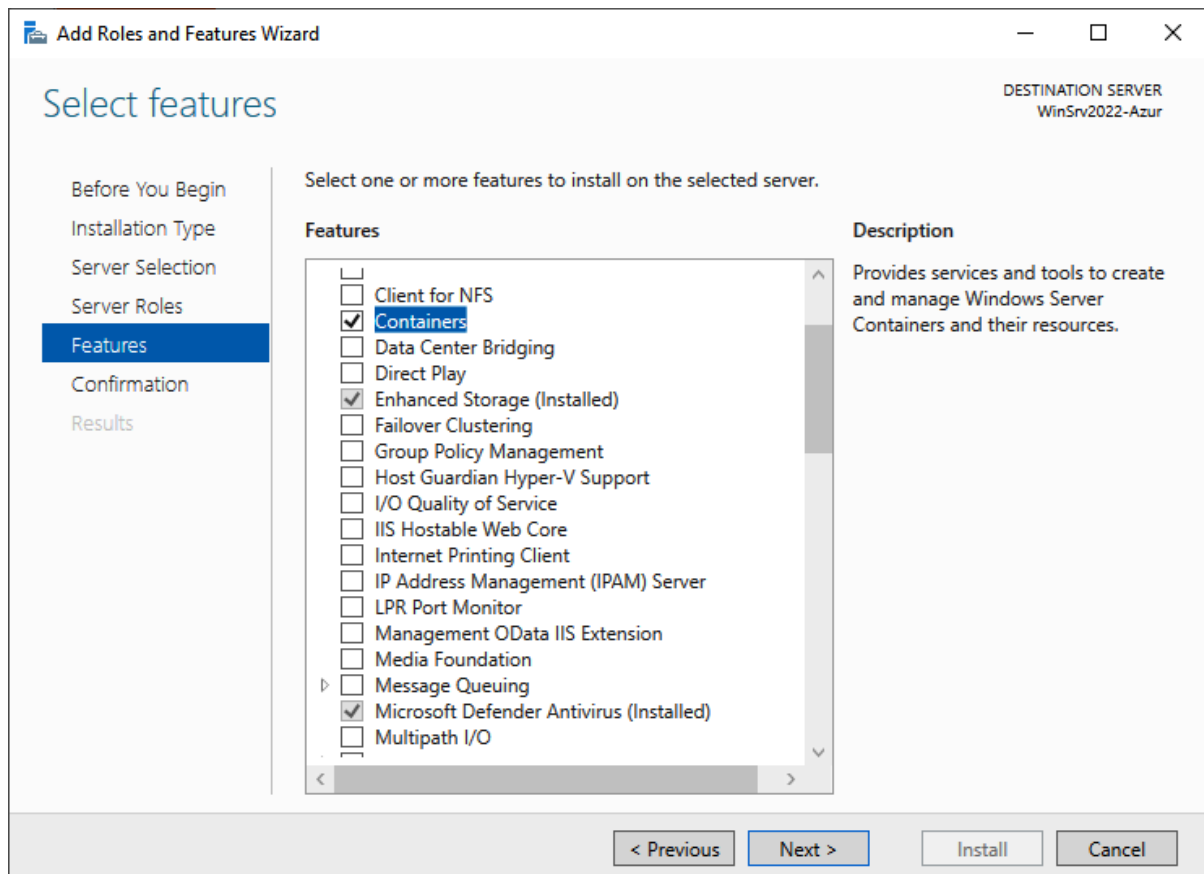 Add Roles and Features Wizard
Select features
DESTINATION SERVER
WinSrv2022-Azur
Before You Begin
Installation Type
Server Selection
Server Roles
Features
Confirmation
Results
Select one or more features to install on the selected server.
Features
Client for NFS
Containers
Data Center Bridging
Direct Play
Enhanced Storage (Installed)
Failover Clustering
Group Policy Management
Host Guardian Hyper-V Support
I/O Quality of Service
IIS Hostable Web Core
Internet Printing Client
IP Address Management (IPAM) Server
LPR Port Monitor
Management OData IIS Extension
Media Foundation
Message Queuing
Microsoft Defender Antivirus (Installed)
Multipath I/O
Description
Provides services and tools to create
and manage Windows Server
Containers and their resources.
< Previous
Next >
Install
Cancel